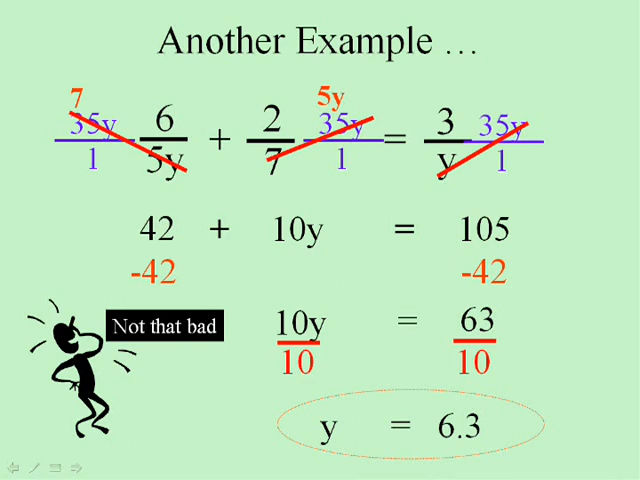 Another Example …
7 5y
35y 6 + 2 35y = 3 35y
1 5y 7 1 y 1
42 + 10y = 105
-42 -42
Not that bad
10y = 63
10 10
y = 6.3